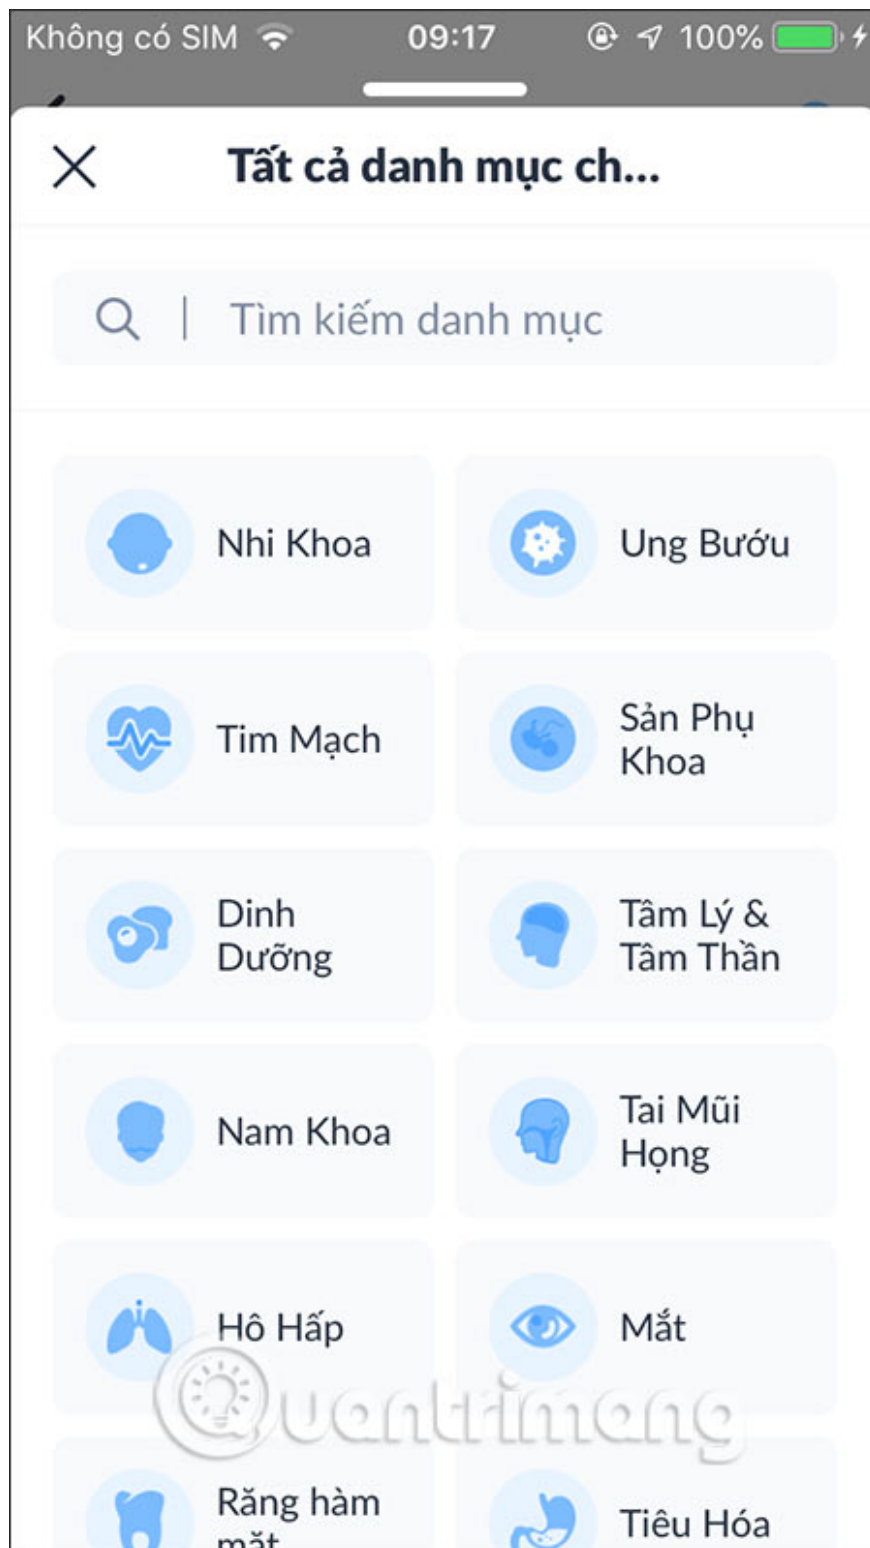 Không có SIM 09:17 100%
Tất cả danh mục ch...
Tìm kiếm danh mục
Nhi Khoa
Ung Bướu
Tim Mạch
Sản Phụ
Khoa
Dinh
Dưỡng
Tâm Lý &
Tâm Thần
Nam Khoa
Tai Mũi
Họng
Hô Hấp
Mắt
Quantrimang
Răng hàm
mặt
Tiêu Hóa